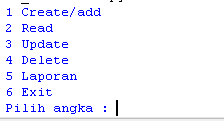 1 Create/add
2 Read
3 Update
4 Delete
5 Laporan
6 Exit
Pilih angka :